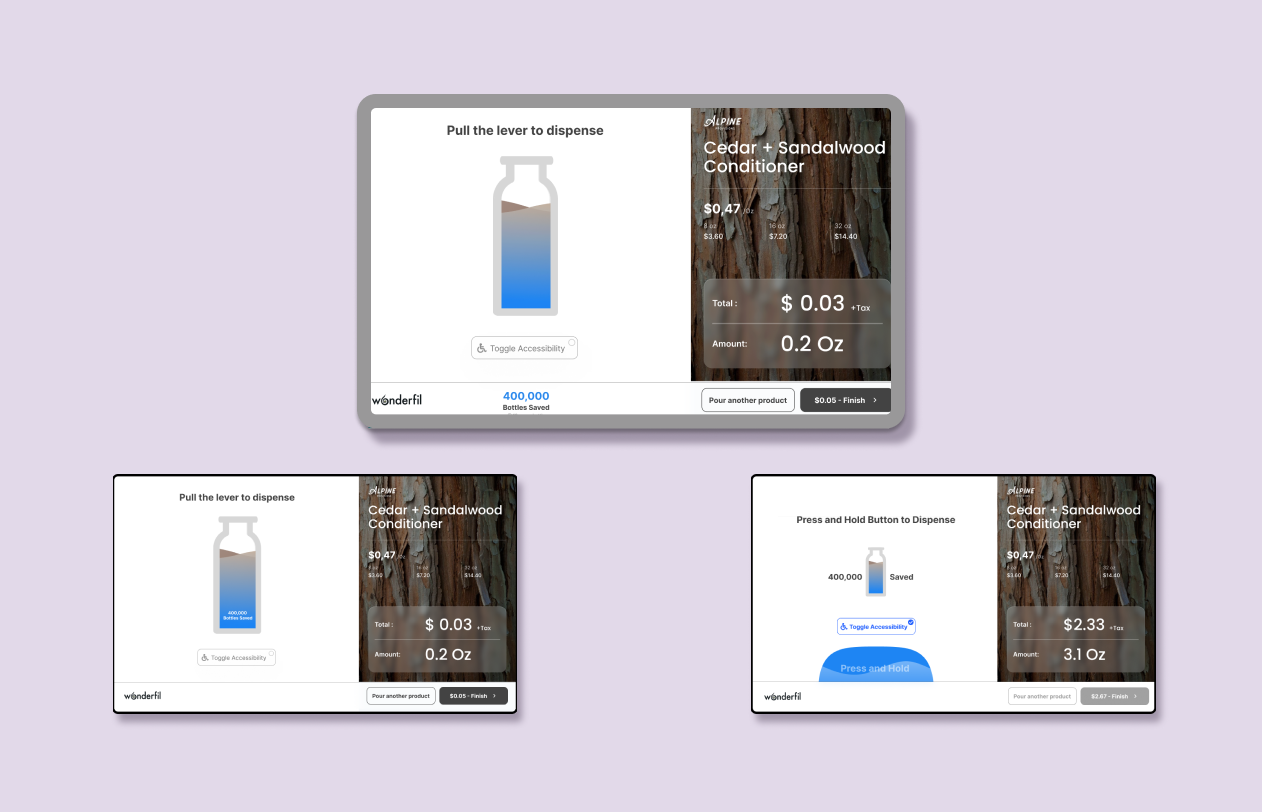 Pull the lever to dispense
Toggle Accessibility
ALPINE
Cedar + Sandalwood
Conditioner
$0,47 /Oz
8 oz 16 oz 32 oz
$3.60 $7.20 $14.40
Total : $ 0.03 +Tax
Amount: 0.2 Oz
wonderfil
400,000
Bottles Saved
Pour another product
$0.05 - Finish >
Pull the lever to dispense
400,000
Bottles Saved
Toggle Accessibility
ALPINE
Cedar + Sandalwood
Conditioner
$0,47 /Oz
8 oz 16 oz 32 oz
$3.60 $7.20 $14.40
Total : $ 0.03 +Tax
Amount: 0.2 Oz
wonderfil
Pour another product
$0.05 - Finish >
Press and Hold Button to Dispense
400,000 Saved
Toggle Accessibility
Press and Hold
ALPINE
Cedar + Sandalwood
Conditioner
$0,47 /Oz
8 oz 16 oz 32 oz
$3.60 $7.20 $14.40
Total : $2.33 +Tax
Amount: 3.1 Oz
wonderfil
Pour another product
$2.67 - Finish >